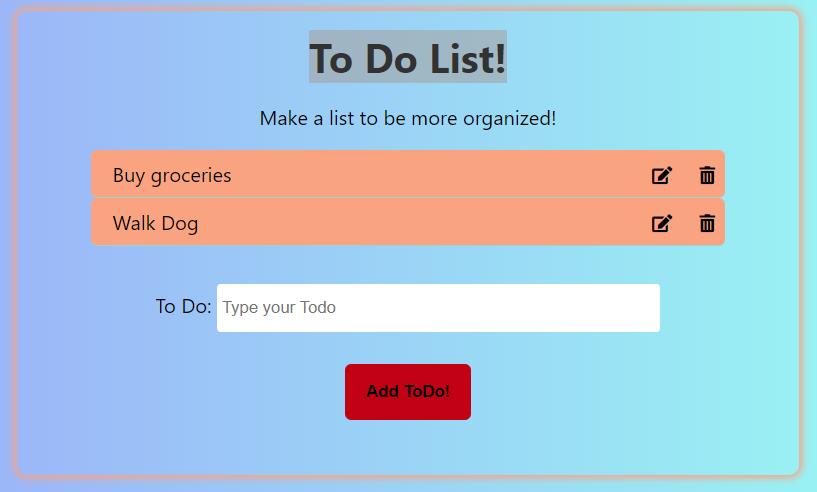 To Do List!
Make a list to be more organized!
Buy groceries
Walk Dog
To Do: Type your Todo
Add ToDo!